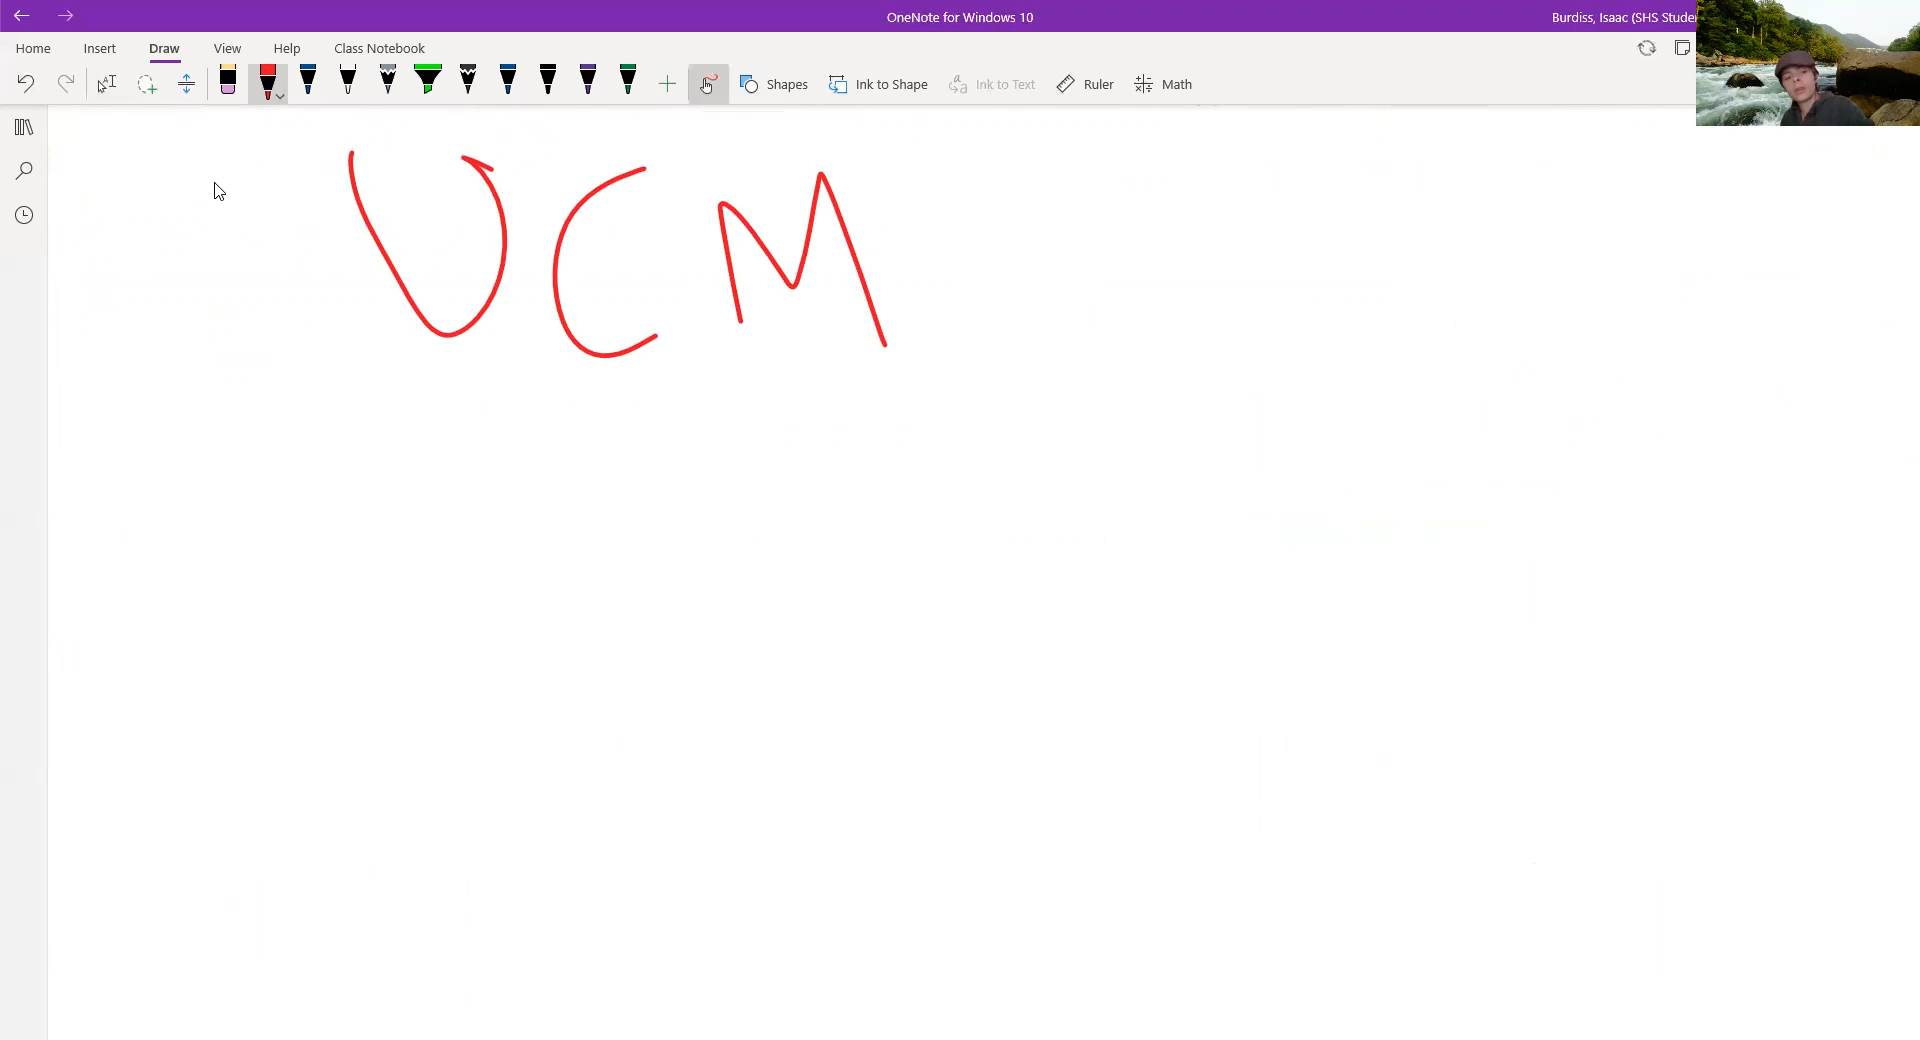 OneNote for Windows 10
Burdiss, Isaac (SHS Stude
Home Insert Draw View Help Class Notebook
Shapes Ink to Shape Ink to Text Ruler Math
UCM